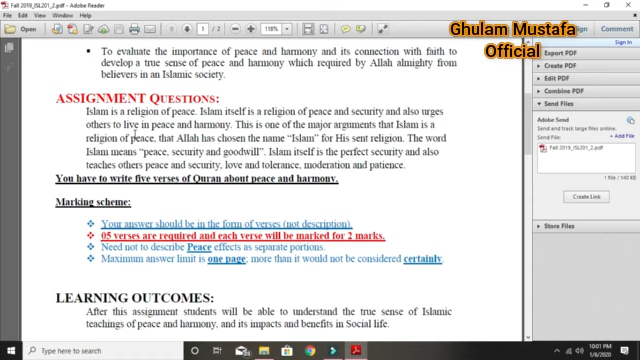 Fall 2019_ISL201_2.pdf - Adobe Reader
File Edit View Window Help
Open
1 / 2
118%
Tools
Sign
Comment
Ghulam Mustafa
Official
Sign In
Export PDF
Create PDF
Edit PDF
Combine PDF
Send Files
Adobe Send
Send and track large files online.
Files: + Add File
Fall 2019_ISL201_2.pdf
1 file / 140 KB
Create Link
Store Files
To evaluate the importance of peace and harmony and its connection with faith to
develop a true sense of peace and harmony which required by Allah almighty from
believers in an Islamic society.
ASSIGNMENT QUESTIONS:
Islam is a religion of peace. Islam itself is a religion of peace and security and also urges
others to live in peace and harmony. This is one of the major arguments that Islam is a
religion of peace, that Allah has chosen the name "Islam" for His sent religion. The word
Islam means "peace, security and goodwill". Islam itself is the perfect security and also
teaches others peace and security, love and tolerance, moderation and patience.
You have to write five verses of Quran about peace and harmony.
Marking scheme:
Your answer should be in the form of verses (not description).
05 verses are required and each verse will be marked for 2 marks.
Need not to describe Peace effects as separate portions.
Maximum answer limit is one page; more than it would not be considered certainly.
LEARNING OUTCOMES:
After this assignment students will be able to understand the true sense of Islamic
teachings of peace and harmony, and its impacts and benefits in Social life.
10:01 PM
1/6/2020